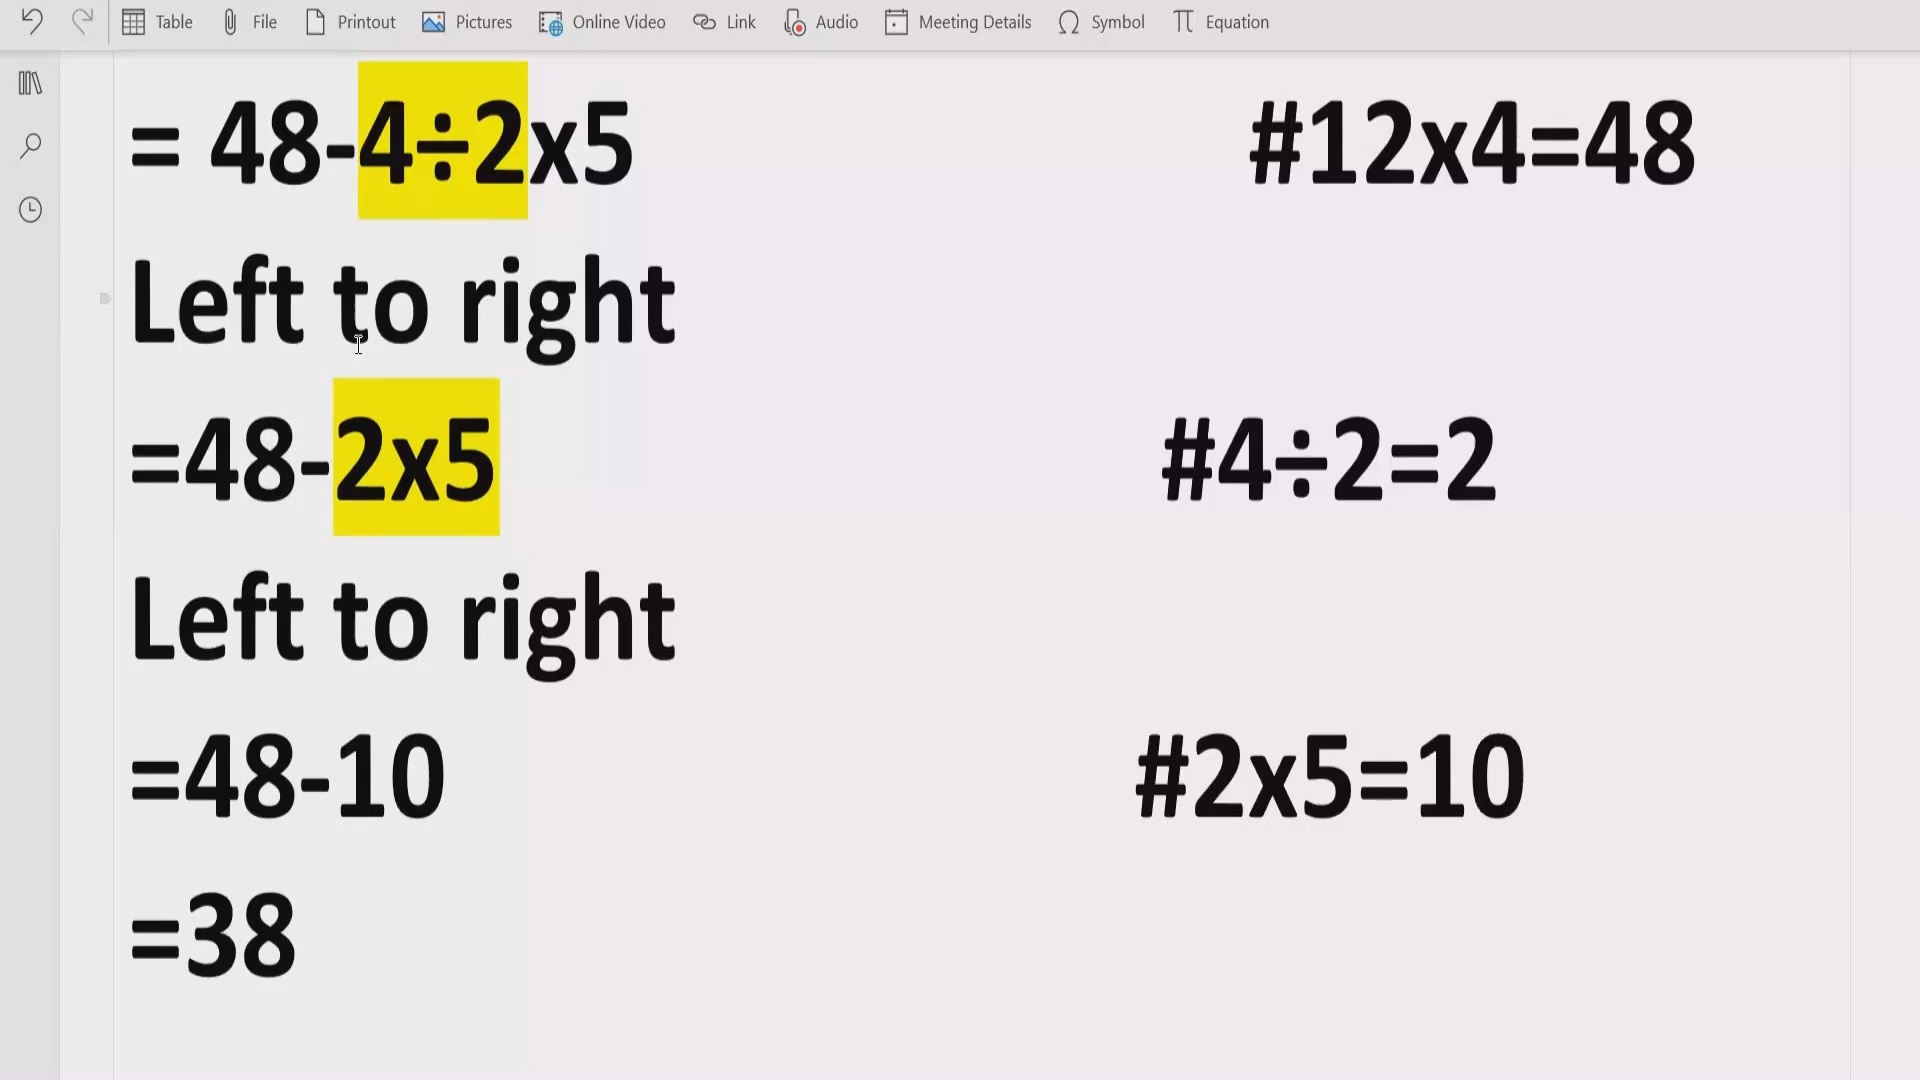 Table File Printout Pictures Online Video Link Audio Meeting Details Symbol Equation
= 48-4÷2x5 #12x4=48
Left to right
=48-2x5 #4÷2=2
Left to right
=48-10 #2x5=10
=38